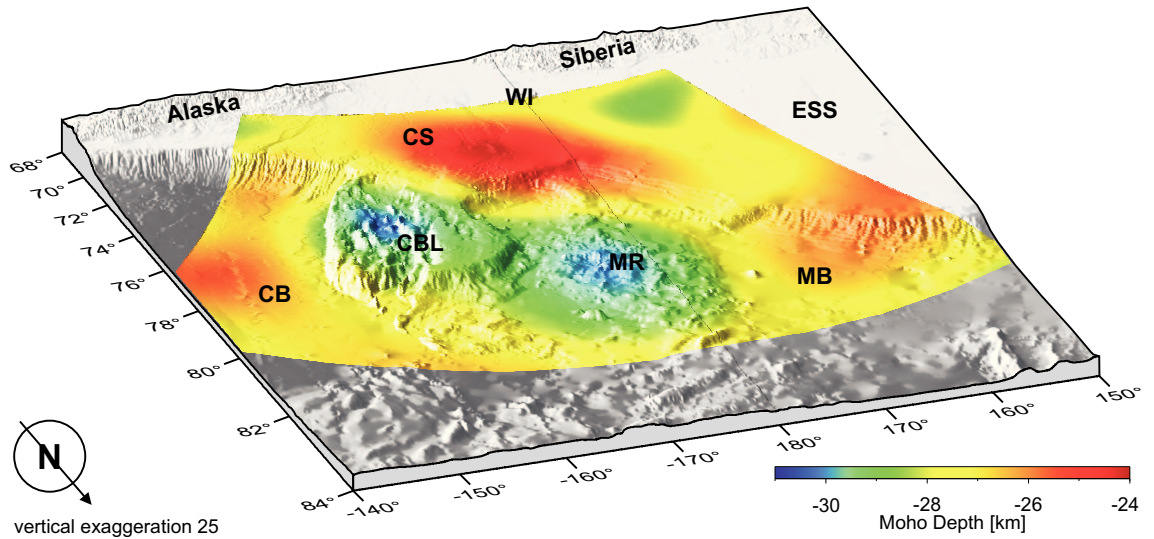 Siberia
Alaska
WI
ESS
CS
CBL
MR
MB
CB
68°
70°
72°
74°
76°
78°
80°
82°
84°
-140°
-150°
-160°
-170°
180°
170°
160°
150°
N
vertical exaggeration 25
-30 -28 -26 -24
Moho Depth [km]